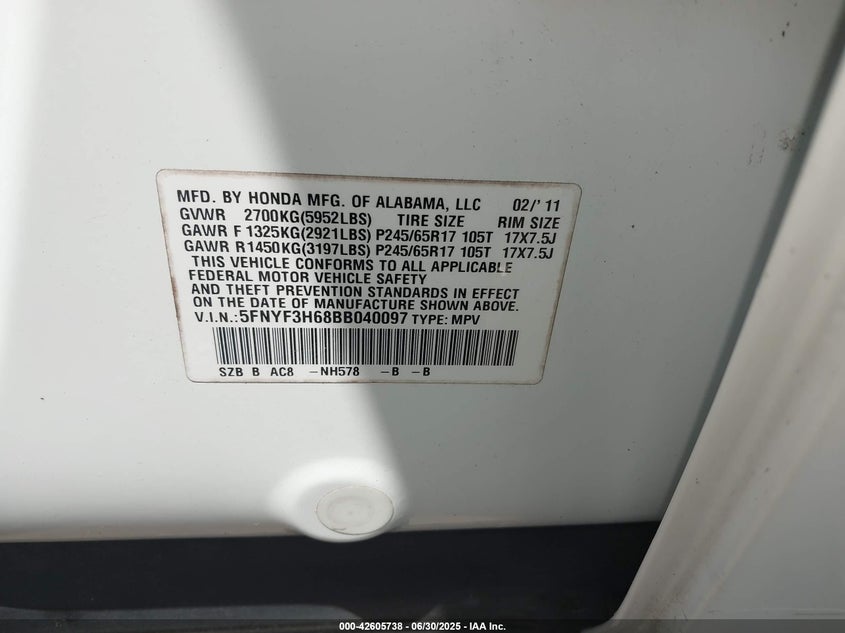 MFD. BY HONDA MFG. OF ALABAMA, LLC 02/'11
GVWR 2700KG(5952LBS) TIRE SIZE RIM SIZE
GAWR F 1325KG(2921LBS) P245/65R17 105T 17X7.5J
GAWR R 1450KG(3197LBS) P245/65R17 105T 17X7.5J
THIS VEHICLE CONFORMS TO ALL APPLICABLE
FEDERAL MOTOR VEHICLE SAFETY
AND THEFT PREVENTION STANDARDS IN EFFECT
ON THE DATE OF MANUFACTURE SHOWN ABOVE.
V.I.N.:5FNYF3H68BB040097 TYPE: MPV
SZB B AC8 -NH578 -B -B
000-42605738 - 06/30/2025 - IAA Inc.